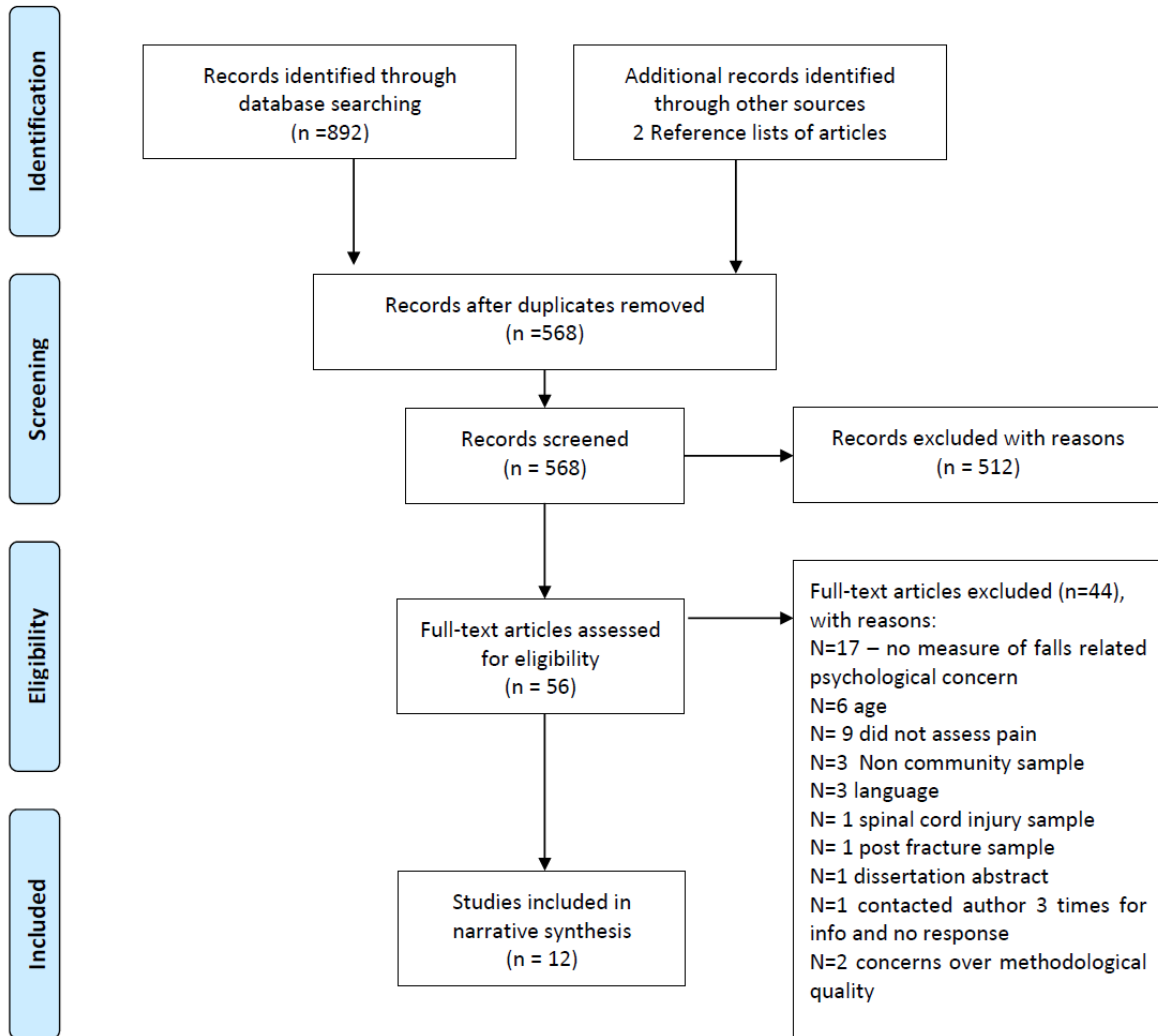 Identification
Records identified through
database searching
(n =892)
Additional records identified
through other sources
2 Reference lists of articles
Screening
Records after duplicates removed
(n =568)
Records screened
(n = 568)
Records excluded with reasons
(n = 512)
Eligibility
Full-text articles assessed
for eligibility
(n = 56)
Full-text articles excluded (n=44),
with reasons:
N=17 – no measure of falls related
psychological concern
N=6 age
N= 9 did not assess pain
N=3  Non community sample
N=3 language
N= 1 spinal cord injury sample
N= 1 post fracture sample
N=1 dissertation abstract
N=1 contacted author 3 times for
info and no response
N=2 concerns over methodological
quality
Included
Studies included in
narrative synthesis
(n = 12)